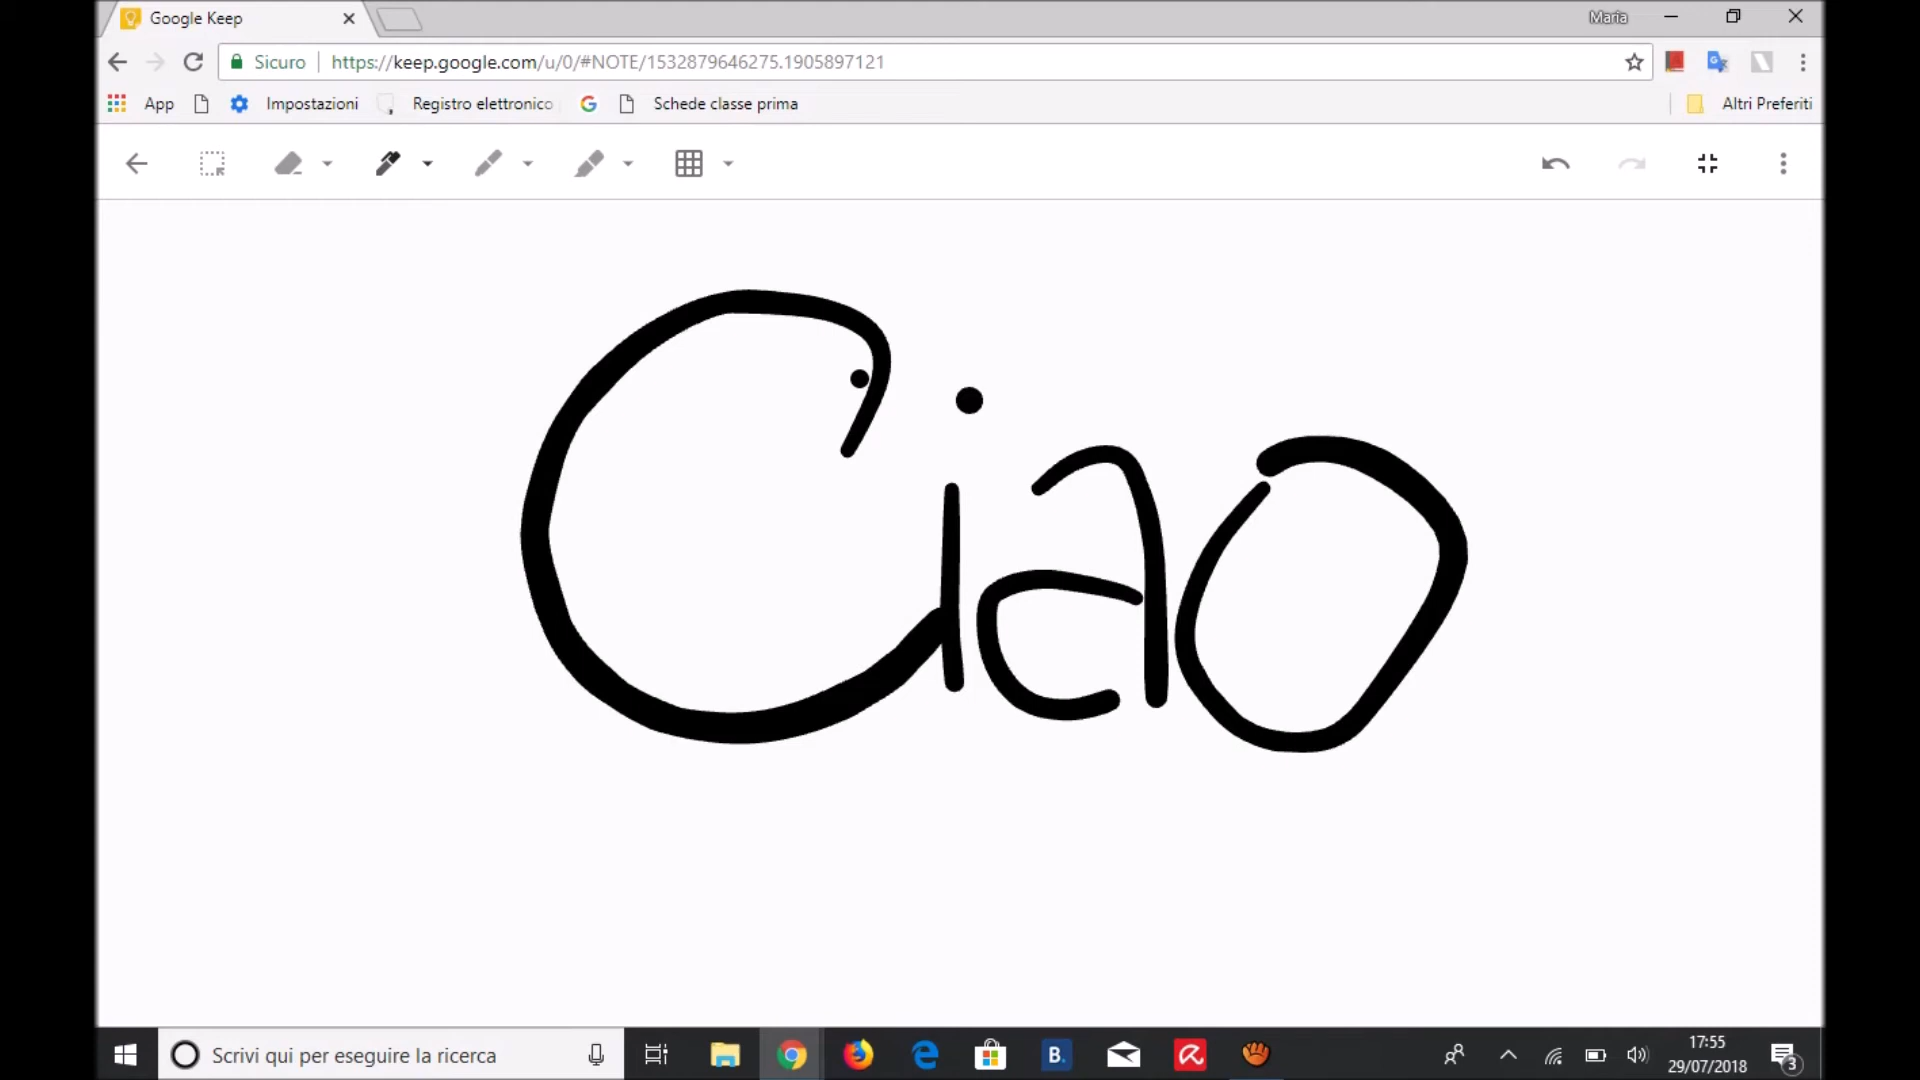 Google Keep
Maria
Sicuro
https://keep.google.com/u/0/#NOTE/1532879646275.1905897121
App
Impostazioni
Registro elettronico
Schede classe prima
Altri Preferiti
Ciao
Scrivi qui per eseguire la ricerca
B.
17:55
29/07/2018
3